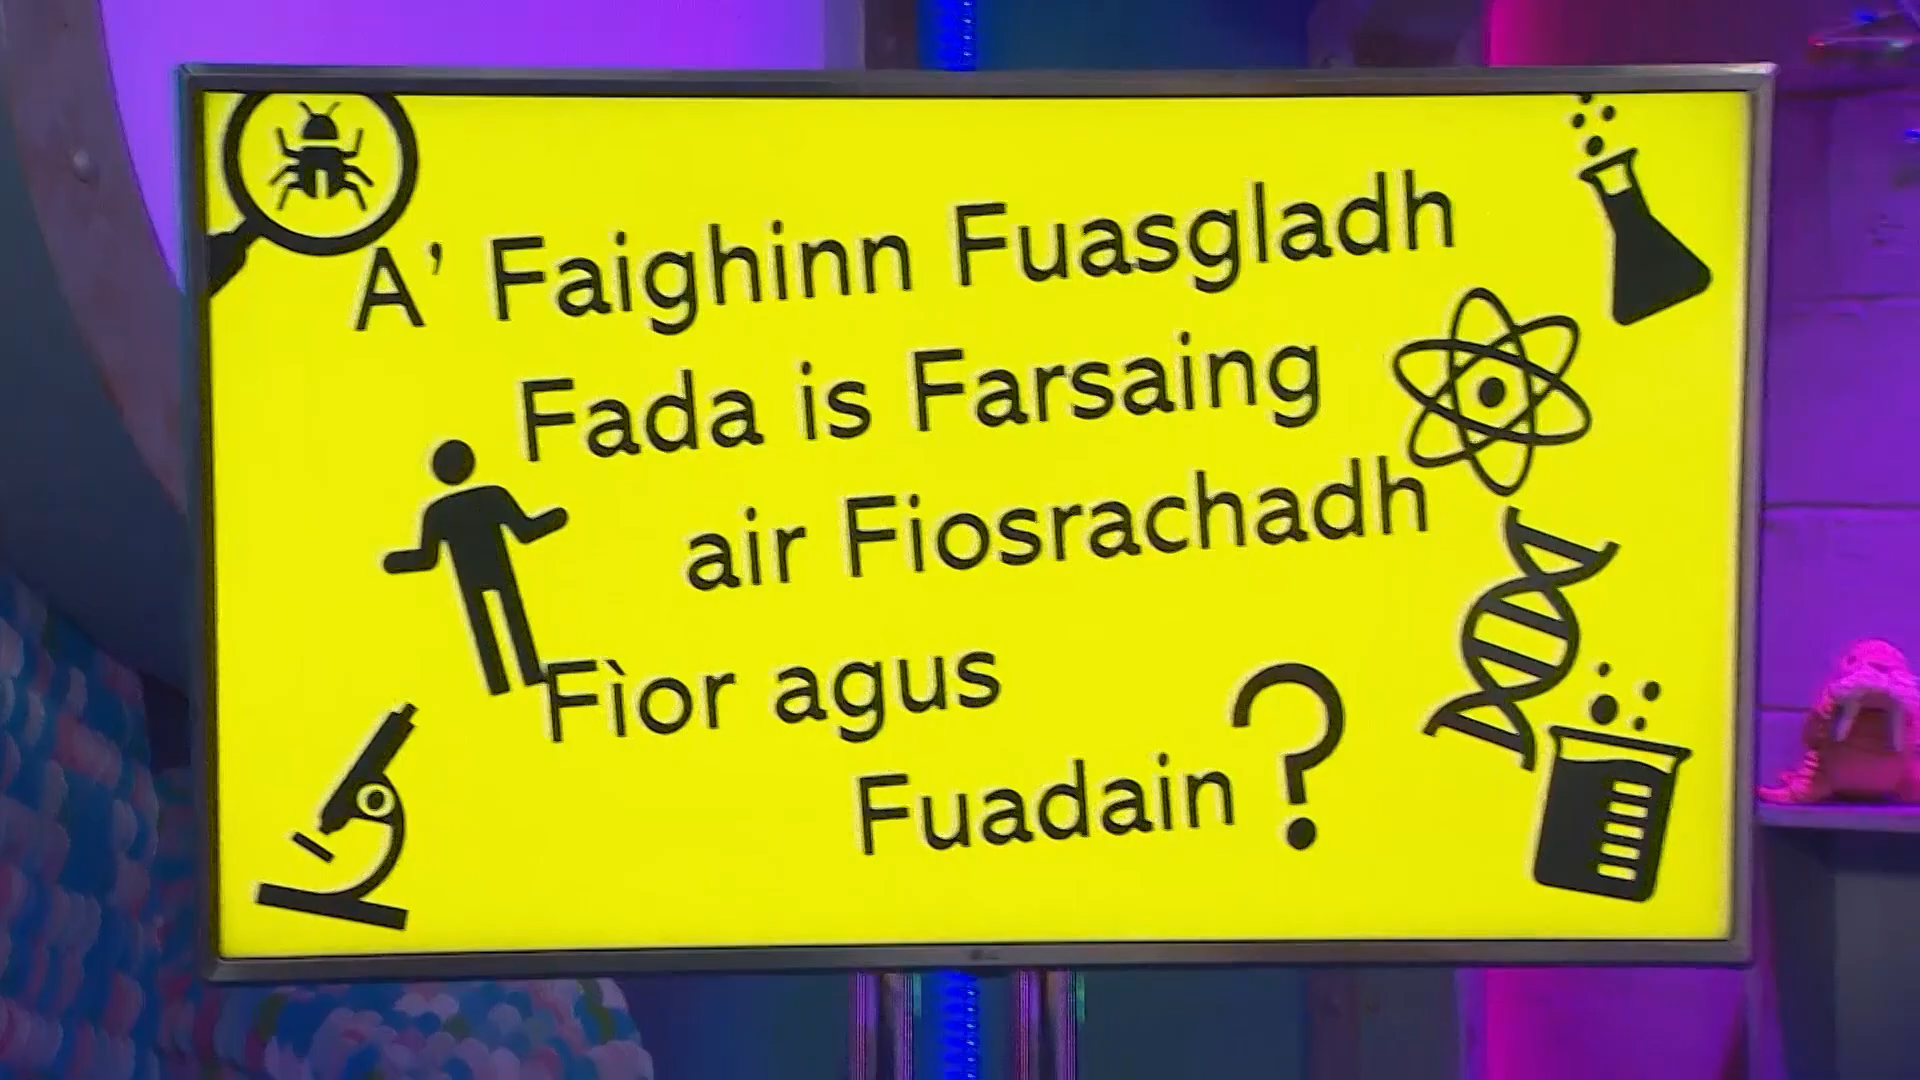 A' Faighinn Fuasgladh
Fada is Farsaing
air Fiosrachadh
Fìor agus
Fuadain?